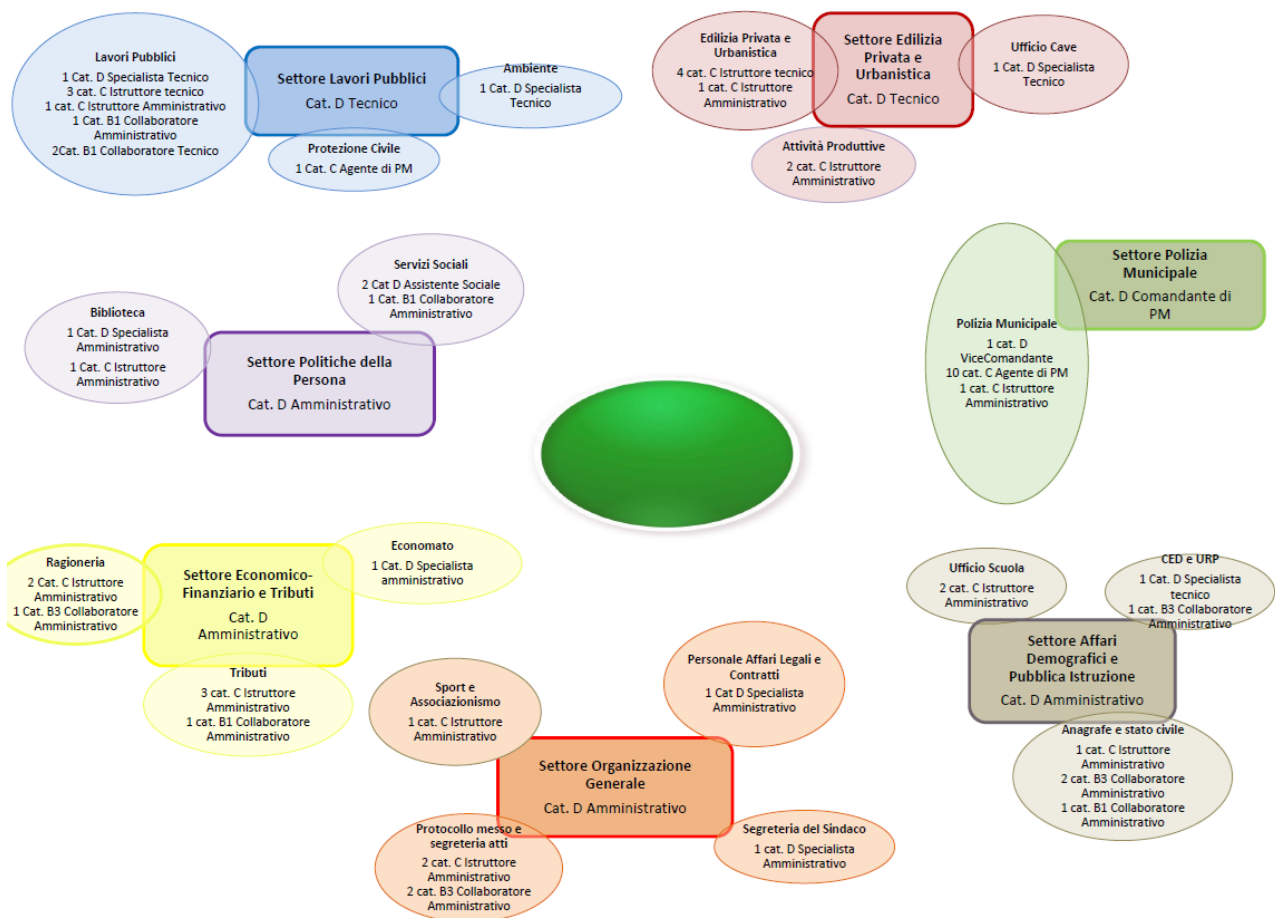 Lavori Pubblici
1 Cat. D Specialista Tecnico
3 cat. C Istruttore tecnico
1 cat. C Istruttore Amministrativo
1 Cat. B1 Collaboratore
Amministrativo
2Cat. B1 Collaboratore Tecnico
Settore Lavori Pubblici
Cat. D Tecnico
Ambiente
1 Cat. D Specialista
Tecnico
Protezione Civile
1 Cat. C Agente di PM
Edilizia Privata e
Urbanistica
4 cat. C Istruttore tecnico
1 cat. C Istruttore
Amministrativo
Settore Edilizia
Privata e
Urbanistica
Cat. D Tecnico
Ufficio Cave
1 Cat. D Specialista
Tecnico
Attività Produttive
2 cat. C Istruttore
Amministrativo
Servizi Sociali
2 Cat D Assistente Sociale
1 Cat. B1 Collaboratore
Amministrativo
Biblioteca
1 Cat. D Specialista
Amministrativo
1 Cat. C Istruttore
Amministrativo
Settore Politiche della
Persona
Cat. D Amministrativo
Settore Polizia
Municipale
Cat. D Comandante di
PM
Polizia Municipale
1 cat. D
ViceComandante
10 cat. C Agente di PM
1 cat. C Istruttore
Amministrativo
Ragioneria
2 Cat. C Istruttore
Amministrativo
1 Cat. B3 Collaboratore
Amministrativo
Settore Economico-
Finanziario e Tributi
Cat. D
Amministrativo
Economato
1 Cat. D Specialista
amministrativo
Tributi
3 cat. C Istruttore
Amministrativo
1 cat. B1 Collaboratore
Amministrativo
Sport e
Associazionismo
1 cat. C Istruttore
Amministrativo
Personale Affari Legali e
Contratti
1 Cat D Specialista
Amministrativo
Settore Organizzazione
Generale
Cat. D Amministrativo
Protocollo messo e
segreteria atti
2 cat. C Istruttore
Amministrativo
2 cat. B3 Collaboratore
Amministrativo
Segreteria del Sindaco
1 cat. D Specialista
Amministrativo
Ufficio Scuola
2 cat. C Istruttore
Amministrativo
CED e URP
1 Cat. D Specialista
tecnico
1 cat. B3 Collaboratore
Amministrativo
Settore Affari
Demografici e
Pubblica Istruzione
Cat. D Amministrativo
Anagrafe e stato civile
1 cat. C Istruttore
Amministrativo
2 cat. B3 Collaboratore
Amministrativo
1 cat. B1 Collaboratore
Amministrativo